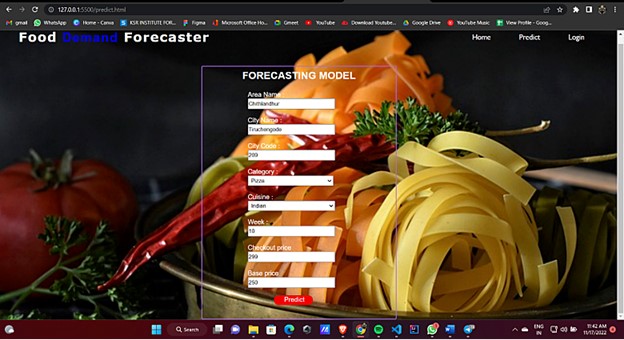 127.0.0.1:5500/predict.html
gmail WhatsApp Home - Canva KSR INSTITUTE FOR... Figma Microsoft Office Ho... Gmeet YouTube Download Youtube... Google Drive YouTube Music View Profile - Goog...
Food Demand Forecaster Home Predict Login
FORECASTING MODEL
Area Name
City Name :
Tiruchengode
City Code :
Category :
Pizza
Cuisine :
Indian
Week :
18
Checkout price
299
Base price
250
Predict
Search
ENG 11:42 AM
IN 11/17/2022